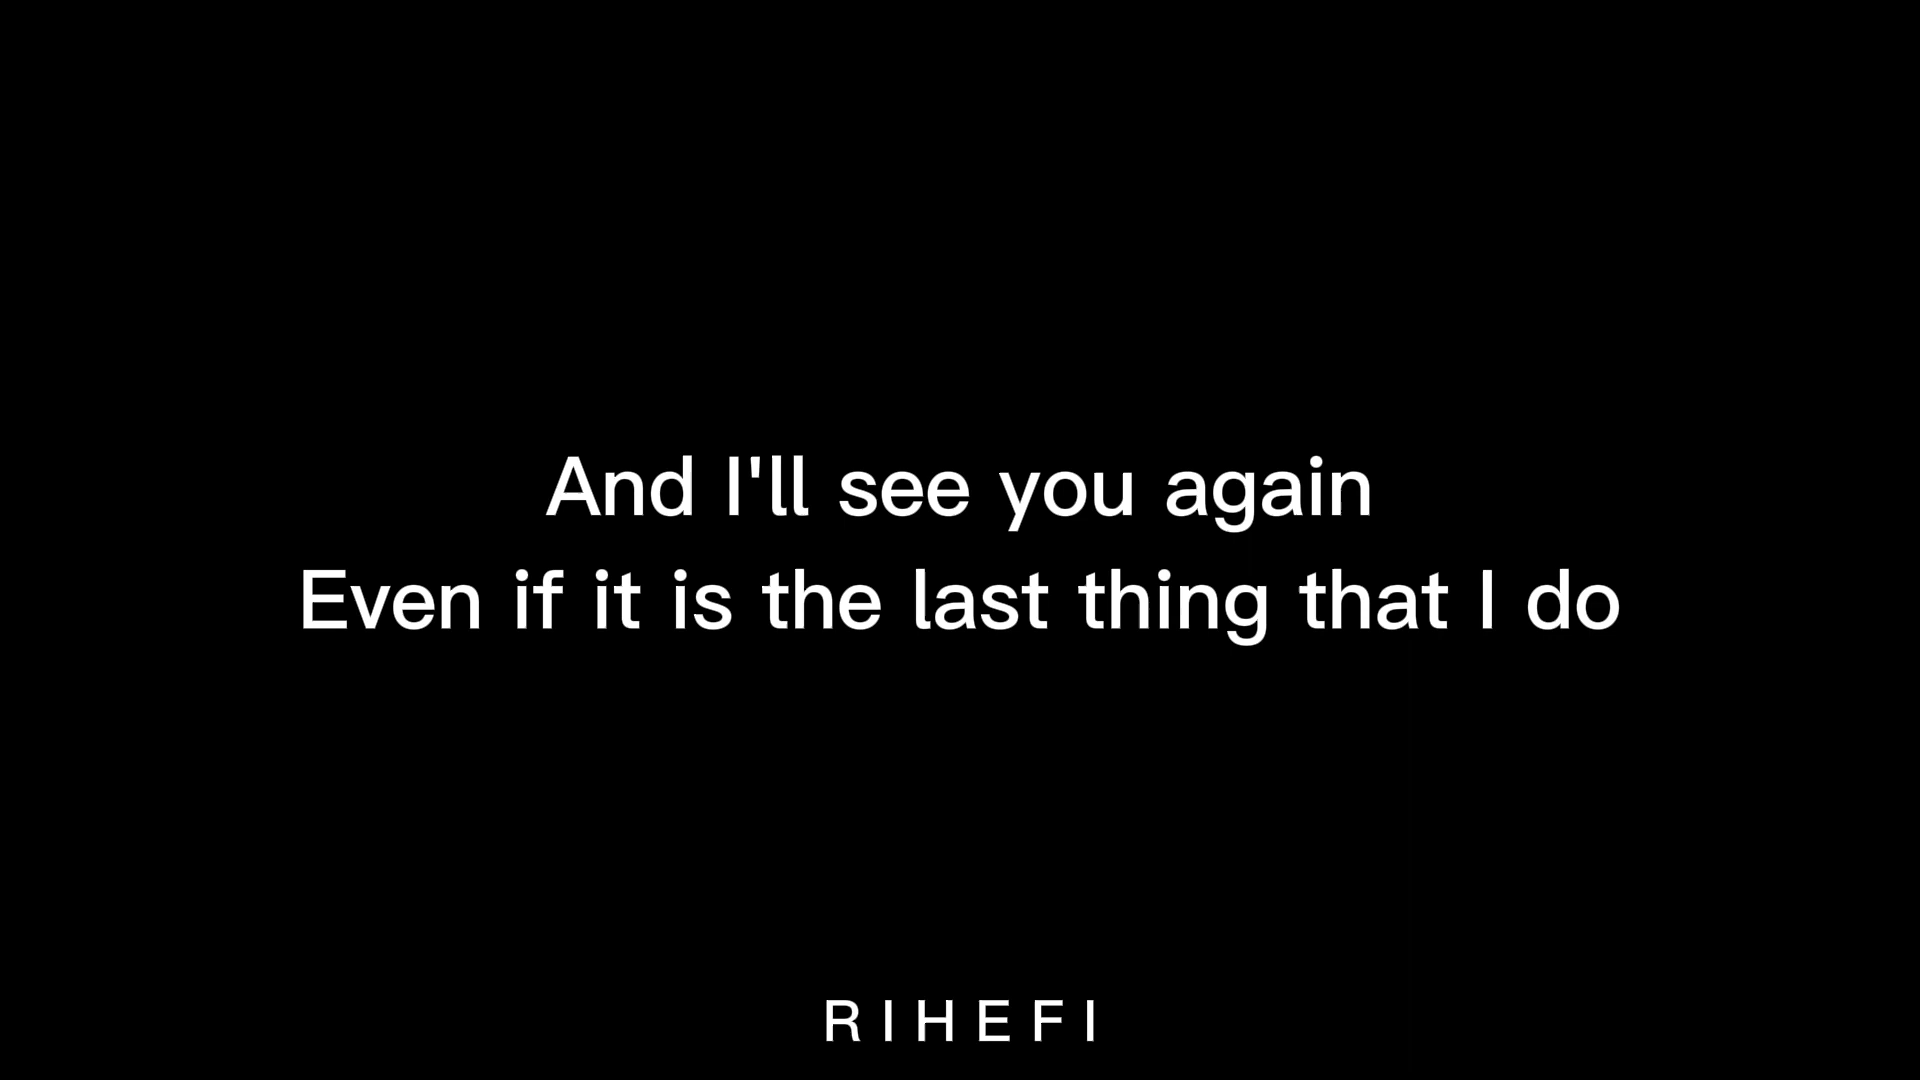 And I'll see you again
Even if it is the last thing that I do
RIHEFI